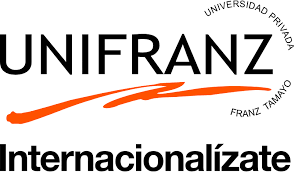 UNIVERSIDAD PRIVADA
UNIFRANZ
FRANZ TAMAYO
Internacionalízate